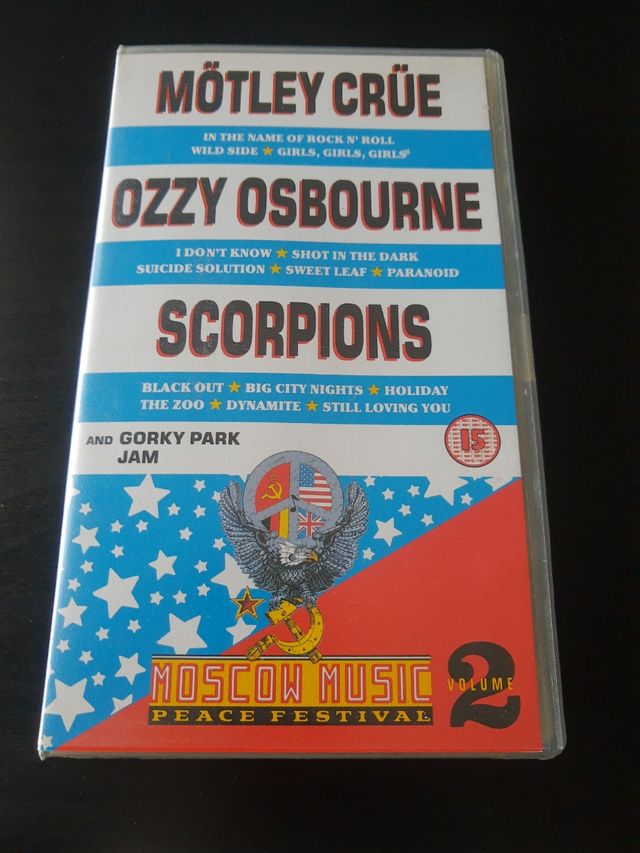 MÖTLEY CRÜE
IN THE NAME OF ROCK N' ROLL
WILD SIDE ★ GIRLS, GIRLS, GIRLS
OZZY OSBOURNE
I DON'T KNOW ★ SHOT IN THE DARK
SUICIDE SOLUTION ★ SWEET LEAF ★ PARANOID
SCORPIONS
BLACK OUT ★ BIG CITY NIGHTS ★ HOLIDAY
THE ZOO ★ DYNAMITE ★ STILL LOVING YOU
AND GORKY PARK
JAM
15
MOSCOW MUSIC
PEACE FESTIVAL
VOLUME
2